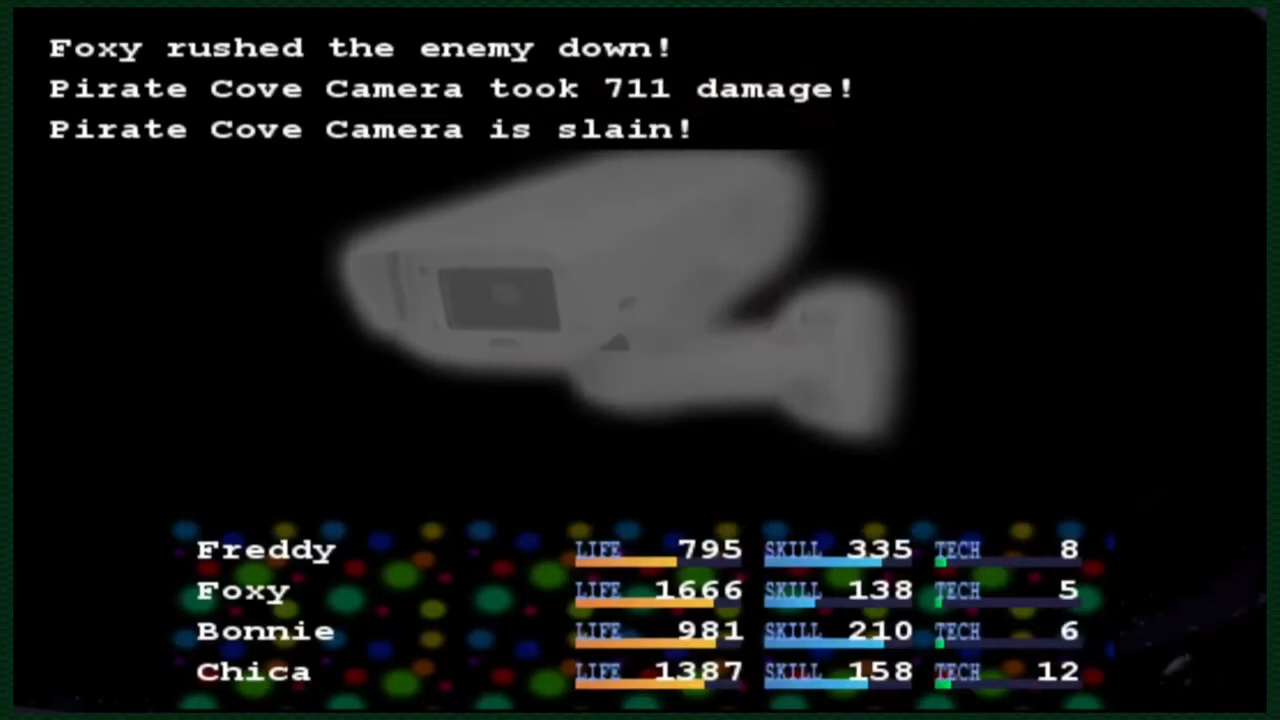 Foxy rushed the enemy down!
Pirate Cove Camera took 711 damage!
Pirate Cove Camera is slain!
Freddy LIFE 795 SKILL 335 TECH 8
Foxy LIFE 1666 SKILL 138 TECH 5
Bonnie LIFE 981 SKILL 210 TECH 6
Chica LIFE 1387 SKILL 158 TECH 12